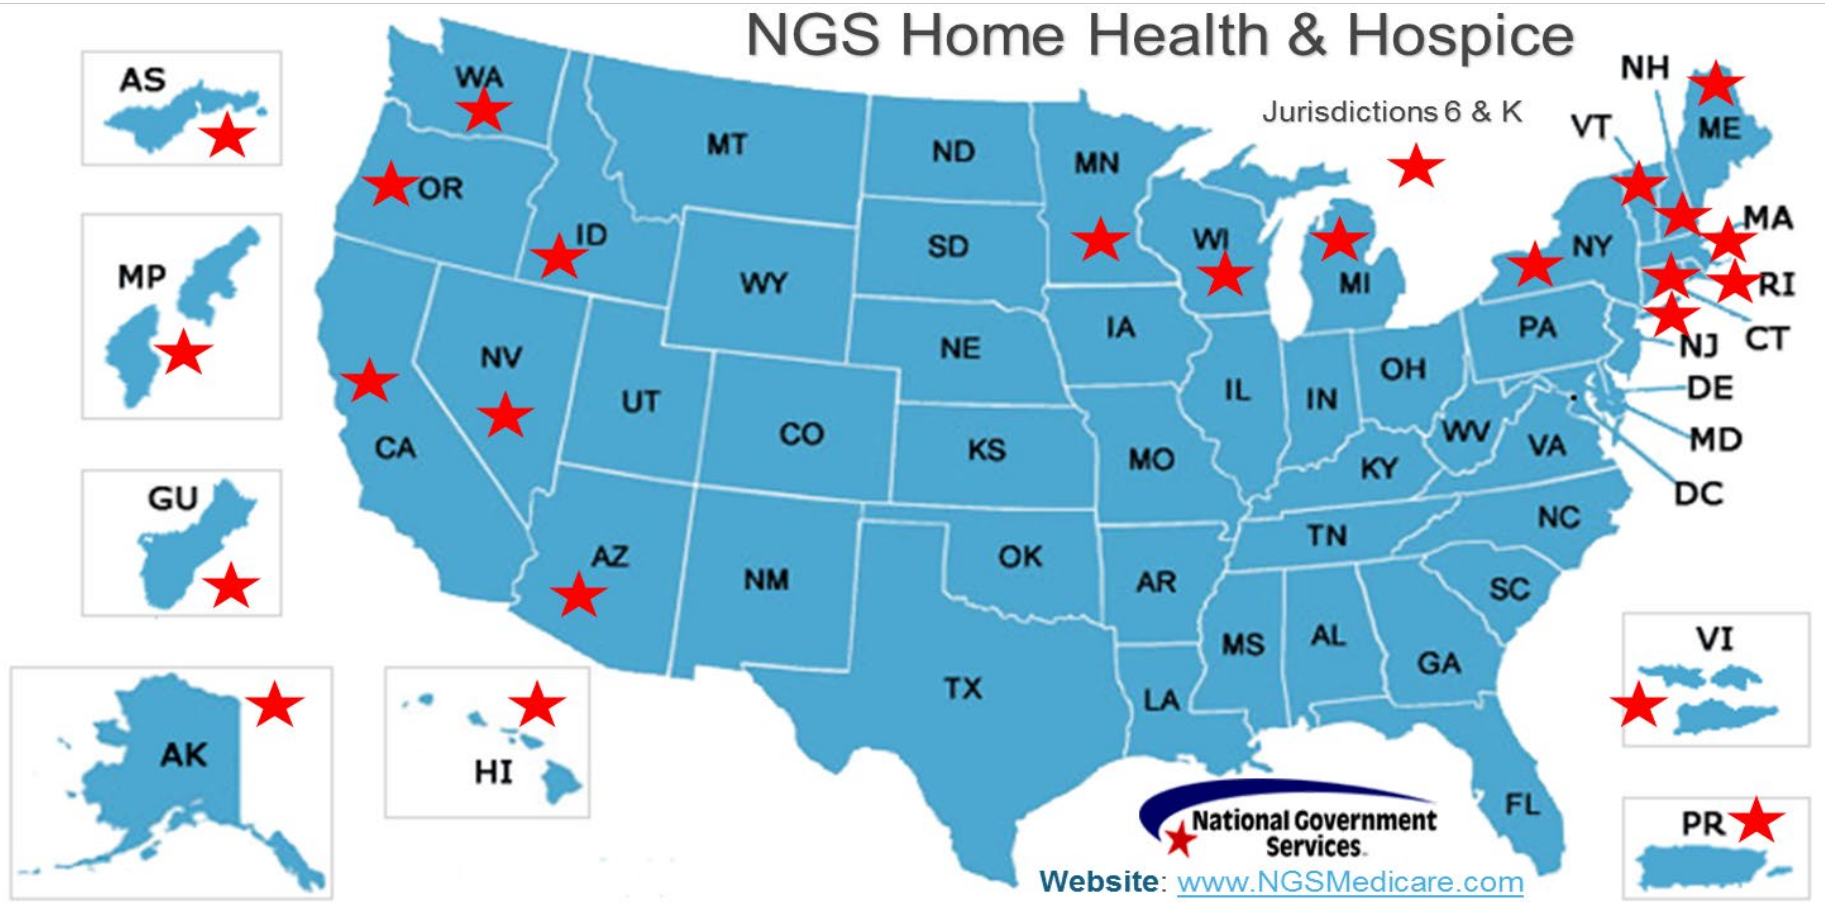 NGS Home Health & Hospice
Jurisdictions 6 & K
AS
MP
GU
AK
HI
WA
OR
ID
MT
ND
MN
WI
MI
SD
WY
NV
CA
UT
CO
NE
IA
KS
MO
IL
IN
OH
PA
NY
VT
NH
ME
MA
RI
CT
NJ
DE
MD
DC
WV
VA
KY
NC
TN
SC
AZ
NM
OK
AR
TX
LA
MS
AL
GA
FL
VI
PR
National Government
Services
Website: www.NGSMedicare.com